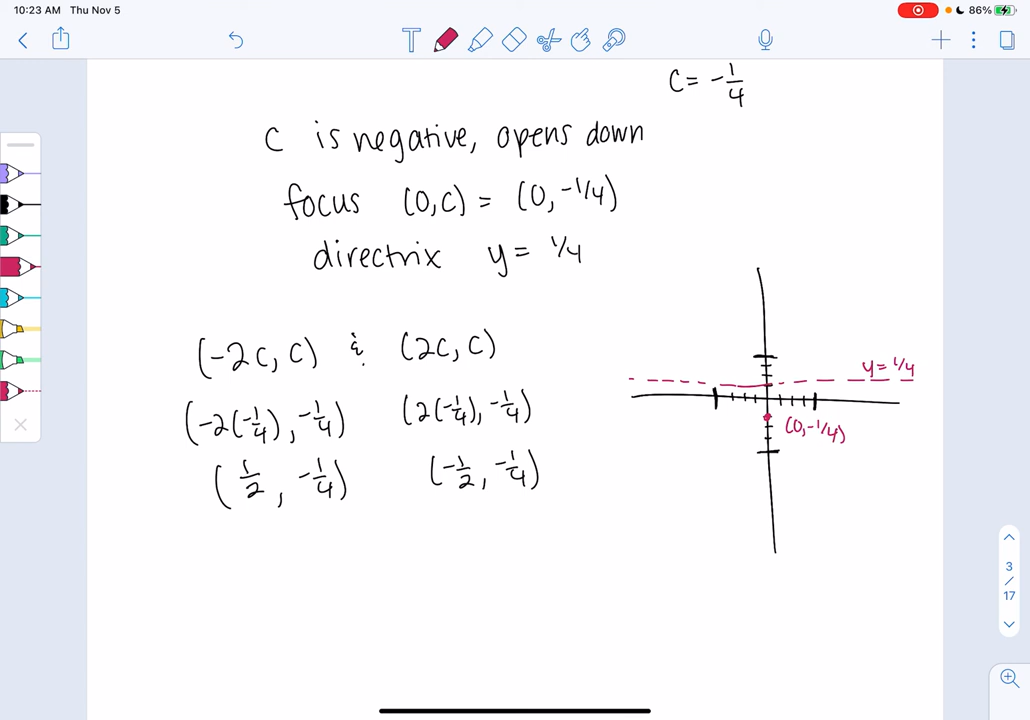 10:23 AM Thu Nov 5
86%
T
C = -1/4
C is negative, opens down
focus (0,C) = (0, -1/4)
directrix y = 1/4
(-2C, C) & (2C, C)
(-2(-1/4), -1/4) (2(-1/4), -1/4)
(1/2, -1/4) (-1/2, -1/4)
y = 1/4
(0, -1/4)
3
/
17